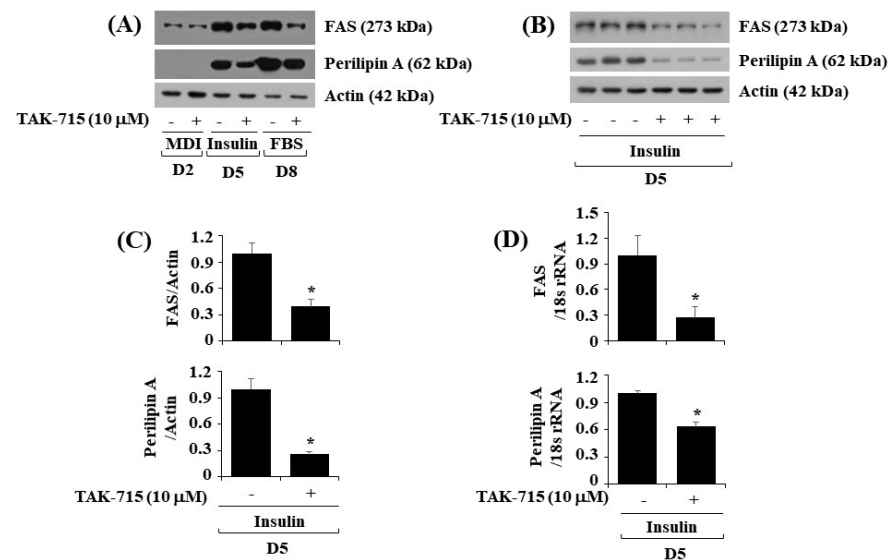 (A)
FAS (273 kDa)
Perilipin A (62 kDa)
Actin (42 kDa)
TAK-715 (10 µM) - + - + - +
MDI Insulin FBS
D2 D5 D8
(B)
FAS (273 kDa)
Perilipin A (62 kDa)
Actin (42 kDa)
TAK-715 (10 µM) - - - + + +
Insulin
D5
(C)
FAS/Actin
1.2
0.9
0.6
0.3
0
*
Perilipin A
/Actin
1.2
0.9
0.6
0.3
0
*
TAK-715 (10 µM) - +
Insulin
D5
(D)
FAS
/18s rRNA
1.5
1.2
0.9
0.6
0.3
0
*
Perilipin A
/18s rRNA
1.2
0.9
0.6
0.3
0
*
TAK-715 (10 µM) - +
Insulin
D5